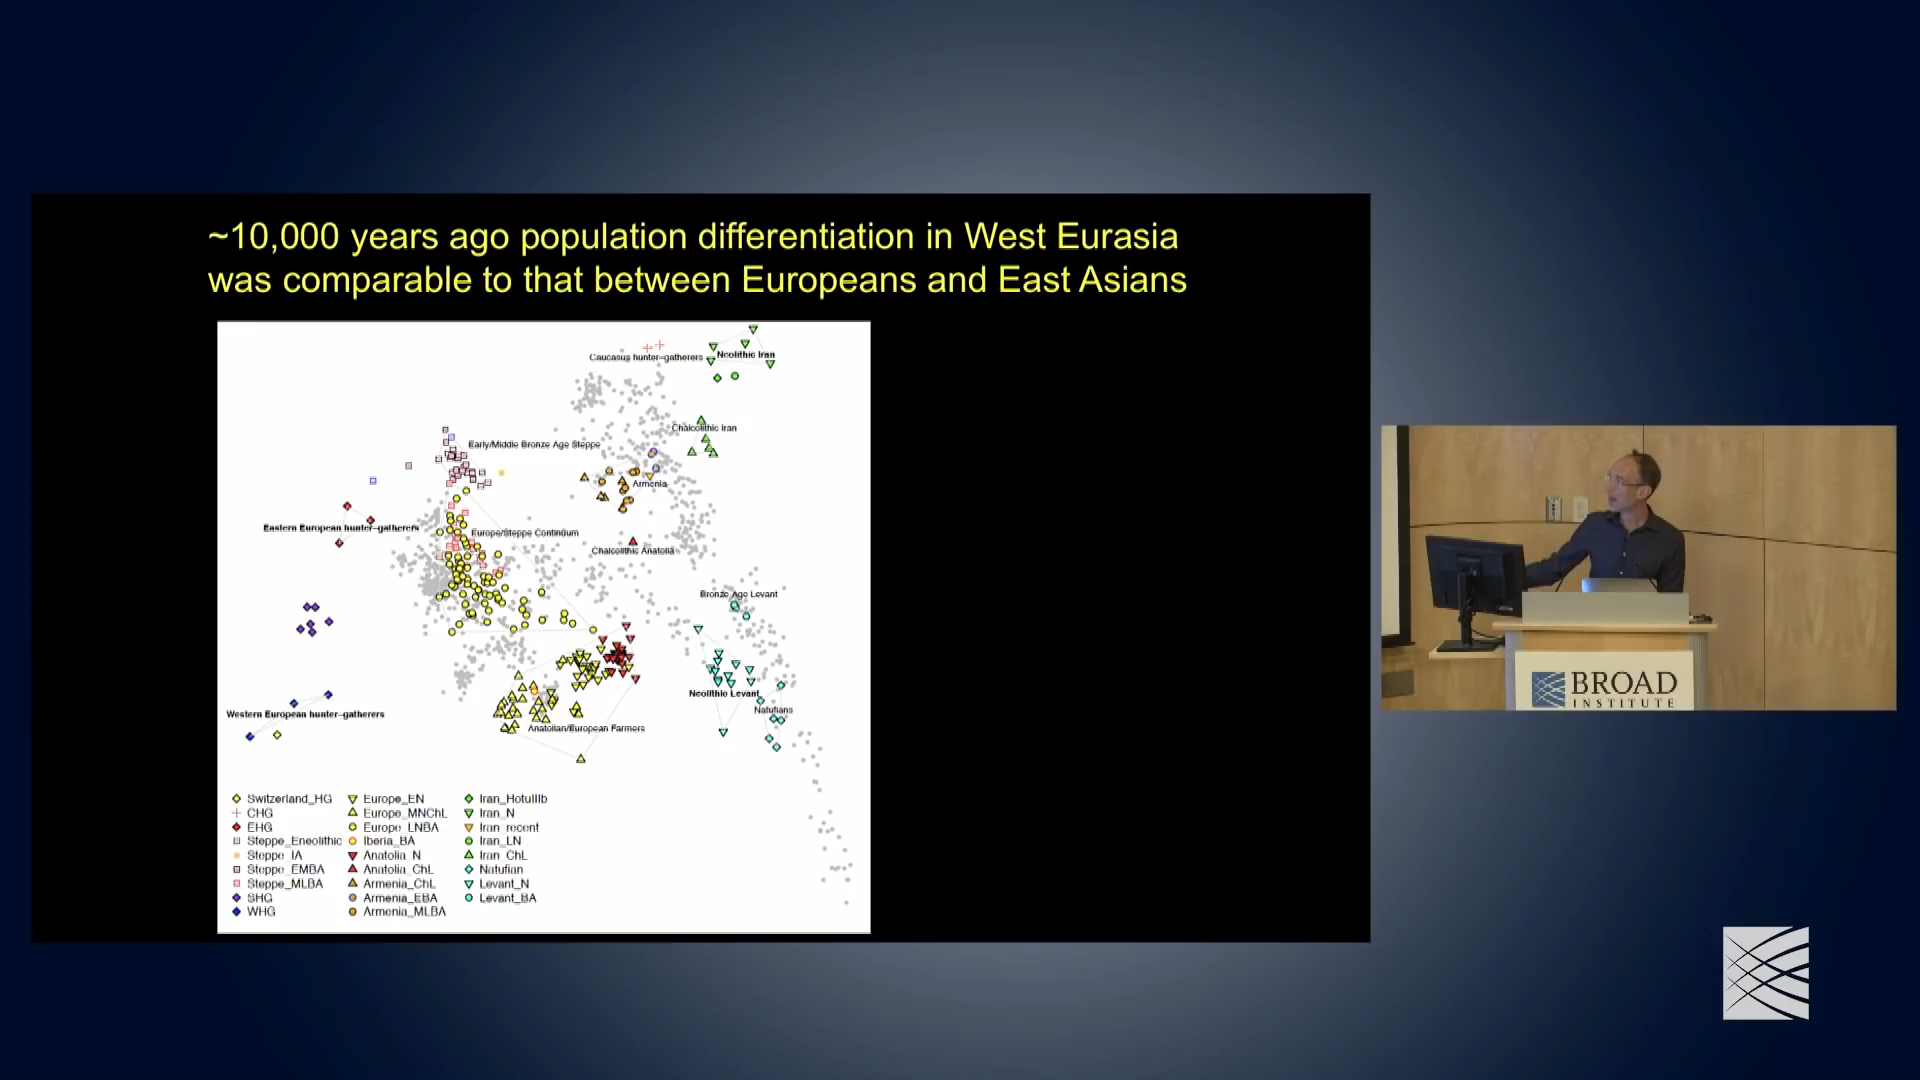 ~10,000 years ago population differentiation in West Eurasia
was comparable to that between Europeans and East Asians
Caucasus hunter-gatherers
Neolithic Iran
Chalcolithic Iran
Early/Middle Bronze Age Steppe
Armenia
Eastern European hunter-gatherers
Europe/Steppe Continuum
Chalcolithic Anatolia
Bronze Age Levant
Neolithic Levant
Natufians
Western European hunter-gatherers
Anatolian/European Farmers
Switzerland_HG
CHG
EHG
Steppe_Eneolithic
Steppe_IA
Steppe_EMBA
Steppe_MLBA
SHG
WHG
Europe_EN
Europe_MNChL
Europe_LNBA
Iberia_BA
Anatolia_N
Anatolia_ChL
Armenia_ChL
Armenia_EBA
Armenia_MLBA
Iran_HotuIIIb
Iran_N
Iran_recent
Iran_LN
Iran_ChL
Natufian
Levant_N
Levant_BA
BROAD
INSTITUTE